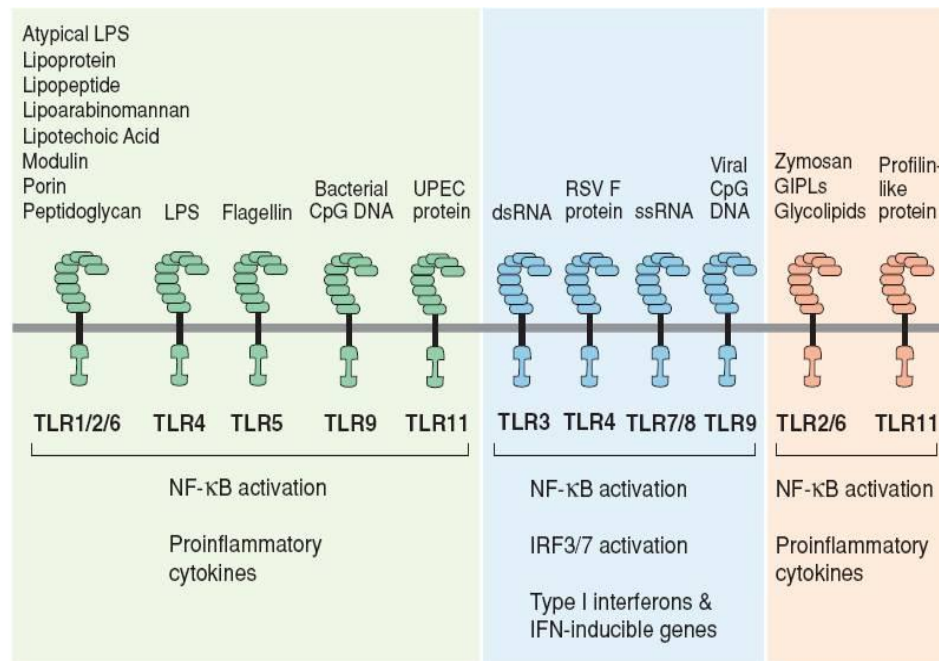 Atypical LPS
Lipoprotein
Lipopeptide
Lipoarabinomannan
Lipotechoic Acid
Modulin
Porin
Peptidoglycan
LPS
Flagellin
Bacterial
CpG DNA
UPEC
protein
TLR1/2/6
TLR4
TLR5
TLR9
TLR11
NF-κB activation
Proinflammatory
cytokines
dsRNA
RSV F
protein
ssRNA
Viral
CpG
DNA
TLR3
TLR4
TLR7/8
TLR9
NF-κB activation
IRF3/7 activation
Type I interferons &
IFN-inducible genes
Zymosan
GIPLs
Glycolipids
Profilin-
like
protein
TLR2/6
TLR11
NF-κB activation
Proinflammatory
cytokines